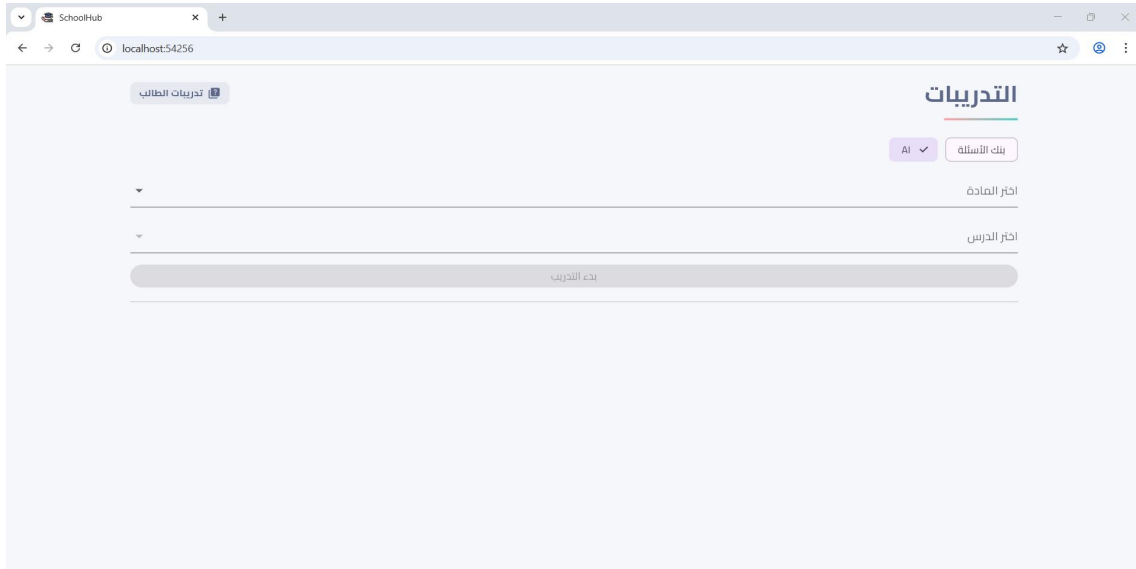 SchoolHub
localhost:54256
التدريبات
تدريبات الطالب
بنك الأسئلة
AI
اختر المادة
اختر الدرس
بدء التدريب